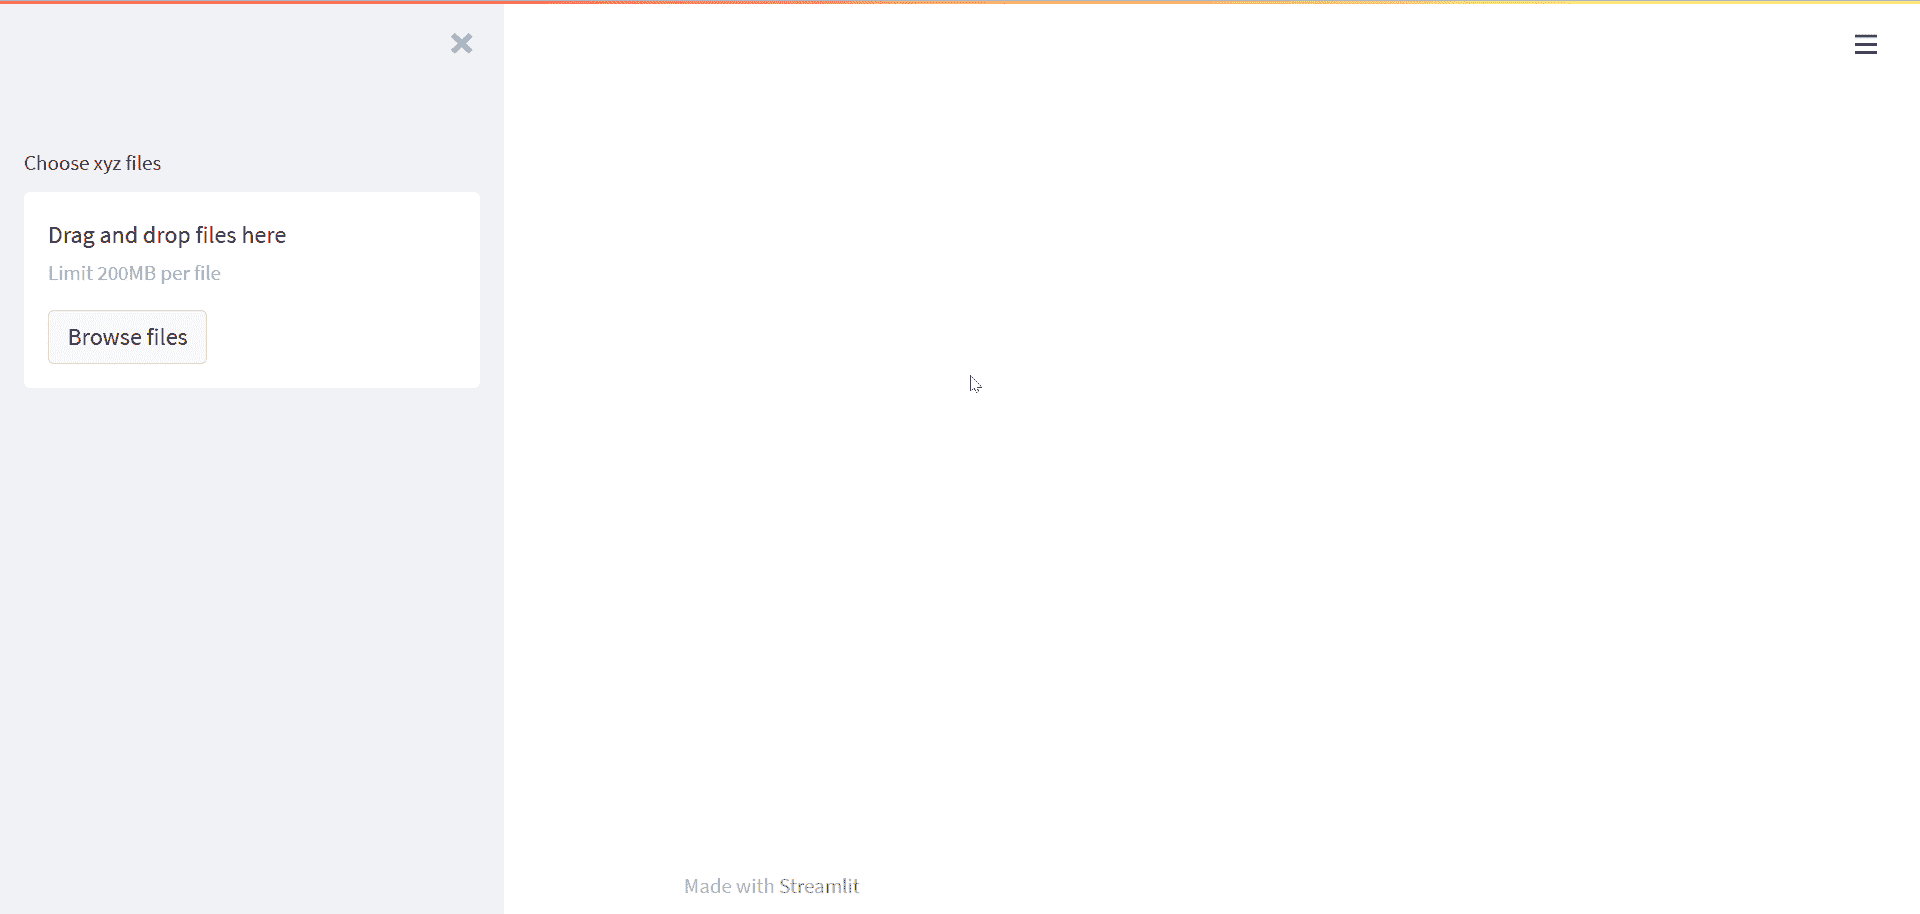 Choose xyz files
Drag and drop files here
Limit 200MB per file
Browse files
Made with Streamlit